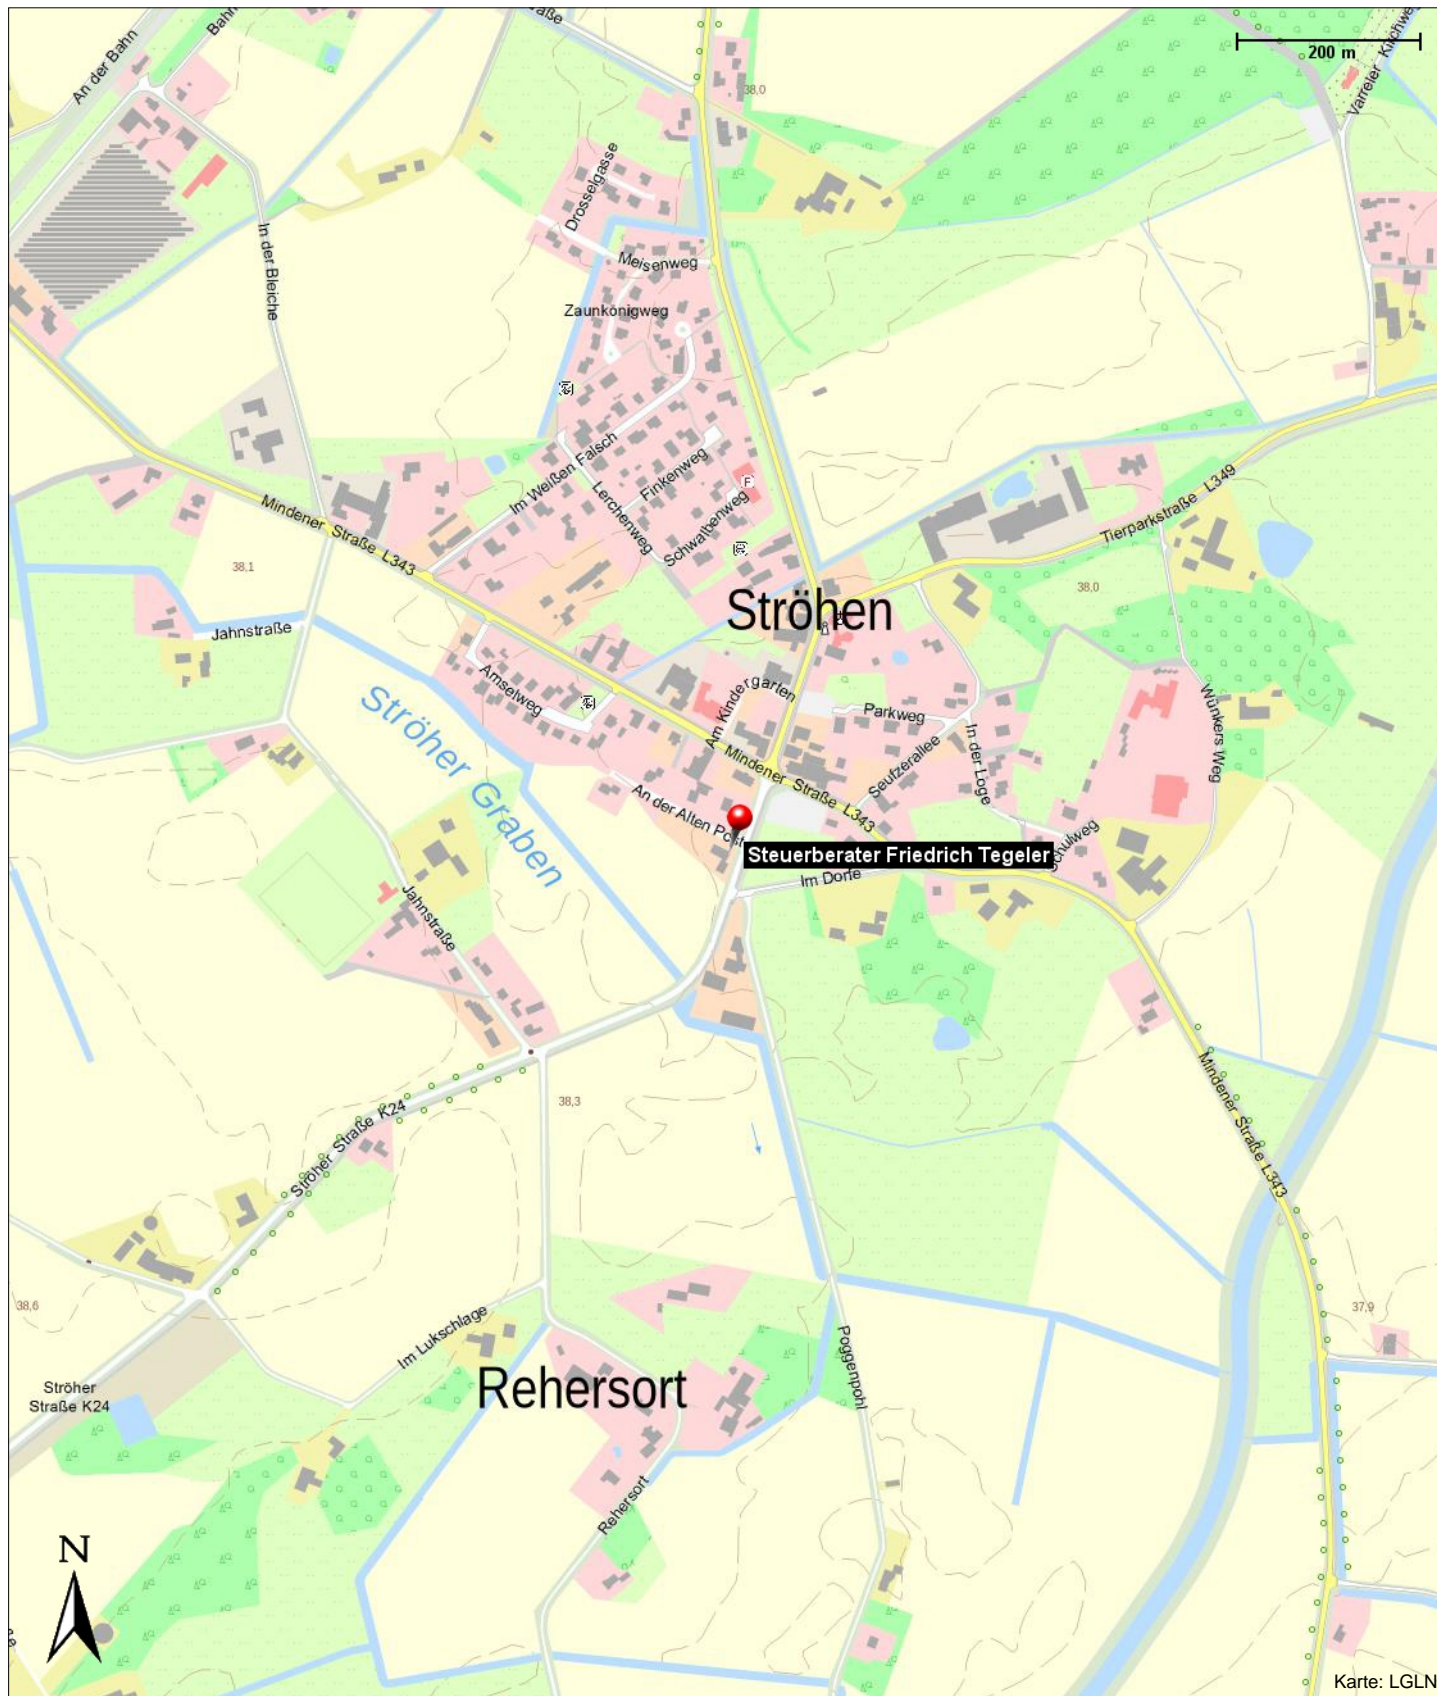 An der Bahn
200 m
Varreler Kirchweg
38,0
Drosselgasse
In der Bleiche
Meisenweg
Zaunkönigweg
Im Weißen Falsch
Finkenweg
F
Lerchenweg
Schwalbenweg
Mindener Straße L343
Tierparkstraße L349
38,1
38,0
Ströhen
Jahnstraße
Amselweg
Am Kindergarten
Parkweg
Wünkers Weg
Ströher Graben
In der Loge
Seufzerallee
Mindener Straße L343
An der Alten Post
Schulweg
Steuerberater Friedrich Tegeler
Im Dorfe
Jahnstraße
38,3
Ströher Straße K24
Mindener Straße L343
38,6
37,9
Im Lukschlage
Poggenpohl
Ströher
Straße K24
Rehersort
Rehersort
N
Karte: LGLN